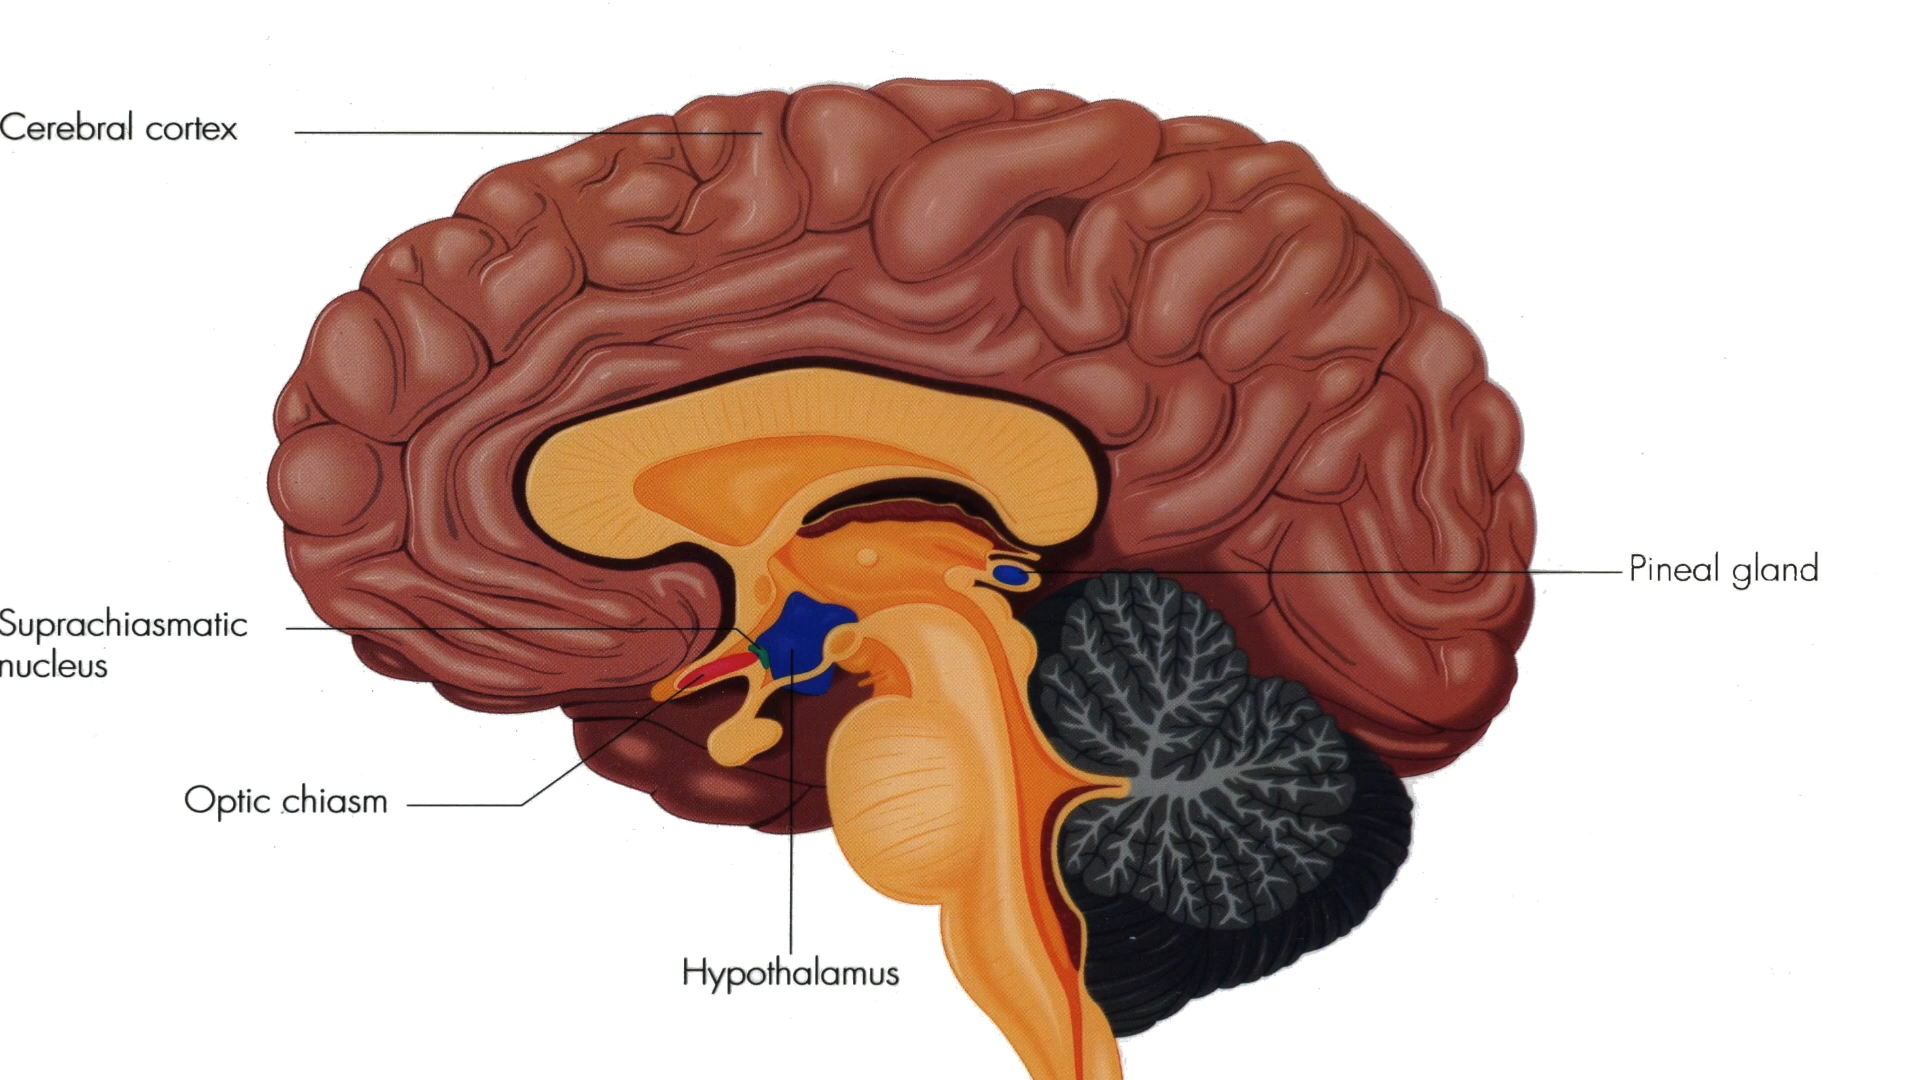 Cerebral cortex
Pineal gland
Suprachiasmatic
nucleus
Optic chiasm
Hypothalamus